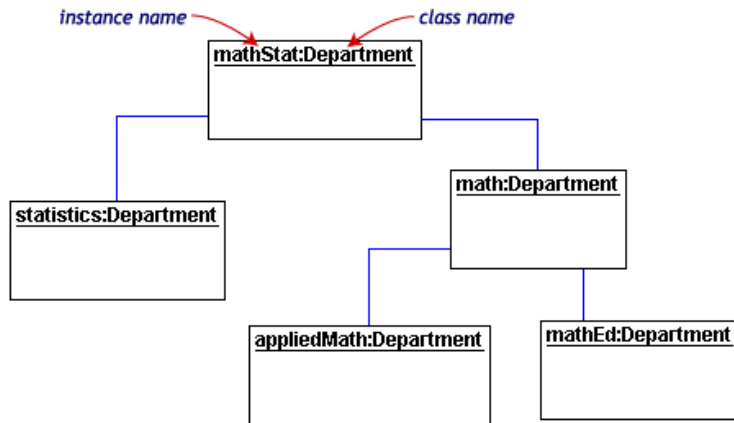 instance name
class name
mathStat:Department
math:Department
statistics:Department
appliedMath:Department
mathEd:Department